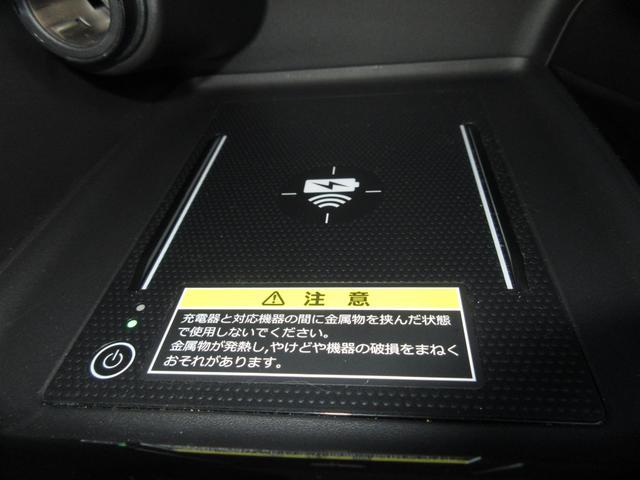 注意
充電器と対応機器の間に金属物を挟んだ状態
で使用しないでください。
金属物が発熱し,やけどや機器の破損をまねく
おそれがあります。